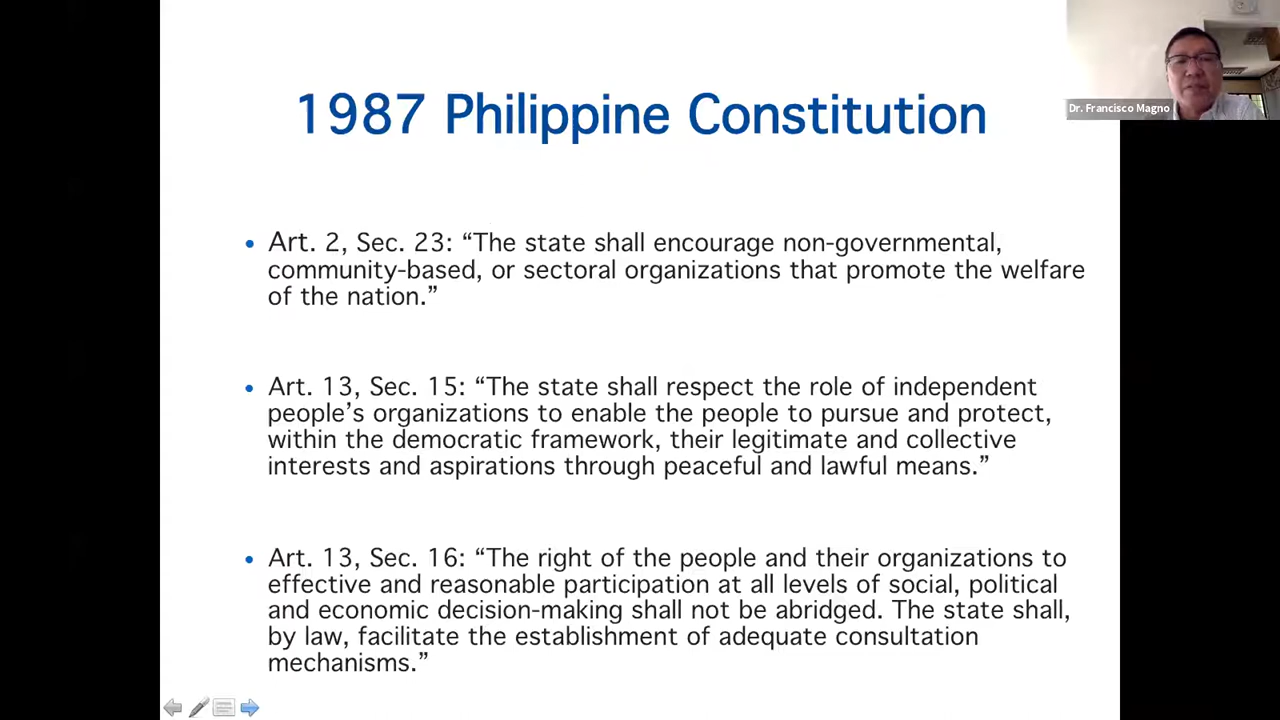 1987 Philippine Constitution
Dr. Francisco Magno
• Art. 2, Sec. 23: “The state shall encourage non-governmental,
community-based, or sectoral organizations that promote the welfare
of the nation.”
• Art. 13, Sec. 15: “The state shall respect the role of independent
people’s organizations to enable the people to pursue and protect,
within the democratic framework, their legitimate and collective
interests and aspirations through peaceful and lawful means.”
• Art. 13, Sec. 16: “The right of the people and their organizations to
effective and reasonable participation at all levels of social, political
and economic decision-making shall not be abridged. The state shall,
by law, facilitate the establishment of adequate consultation
mechanisms.”